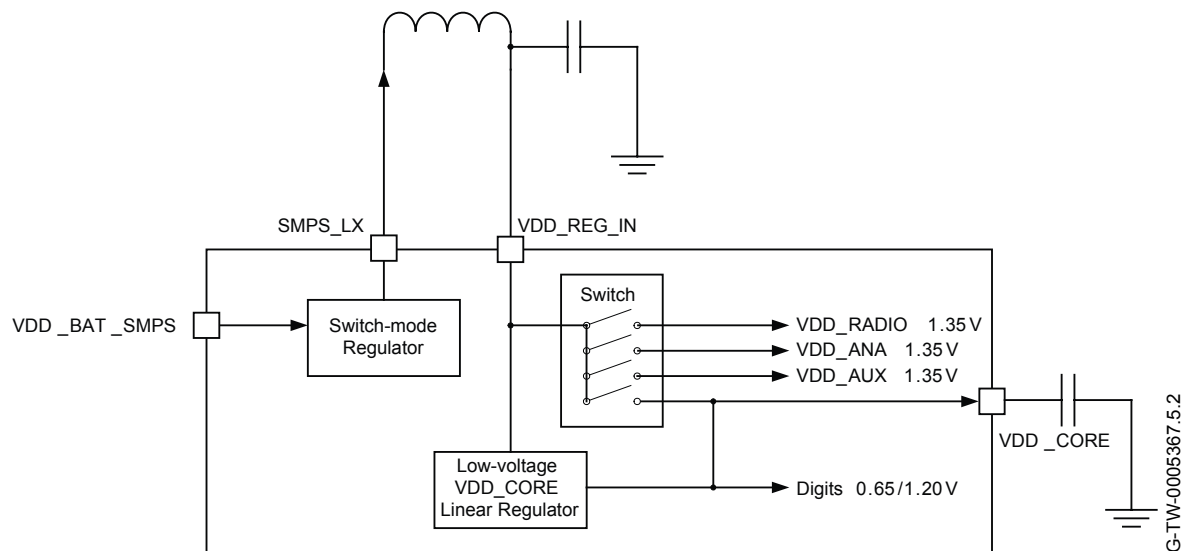 SMPS_LX
VDD_REG_IN
VDD _BAT _SMPS
Switch-mode
Regulator
Switch
VDD_RADIO 1.35 V
VDD_ANA 1.35 V
VDD_AUX 1.35 V
VDD _CORE
Low-voltage
VDD_CORE
Linear Regulator
Digits 0.65/1.20 V
G-TW-0005367.5.2